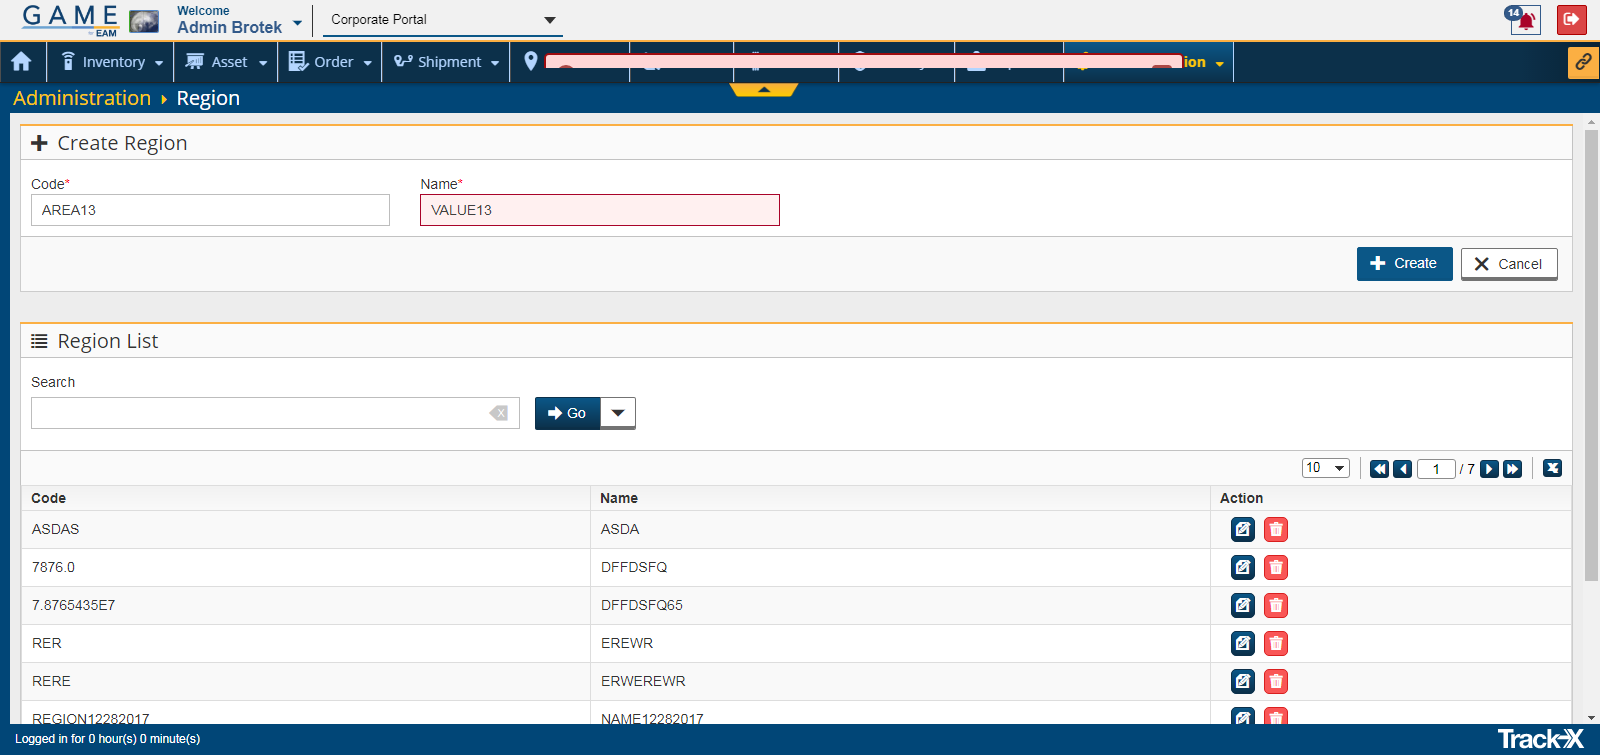 GAME
by EAM
Welcome
Admin Brotek
Corporate Portal
14
Inventory
Asset
Order
Shipment
ion
Administration
Region
Create Region
Code*
Name*
AREA13
VALUE13
Create
Cancel
Region List
Search
Go
10
1
/ 7
Code
Name
Action
ASDAS
ASDA
7876.0
DFFDSFQ
7.8765435E7
DFFDSFQ65
RER
EREWR
RERE
ERWEREWR
REGION12282017
NAME12282017
Logged in for 0 hour(s) 0 minute(s)
Track-X